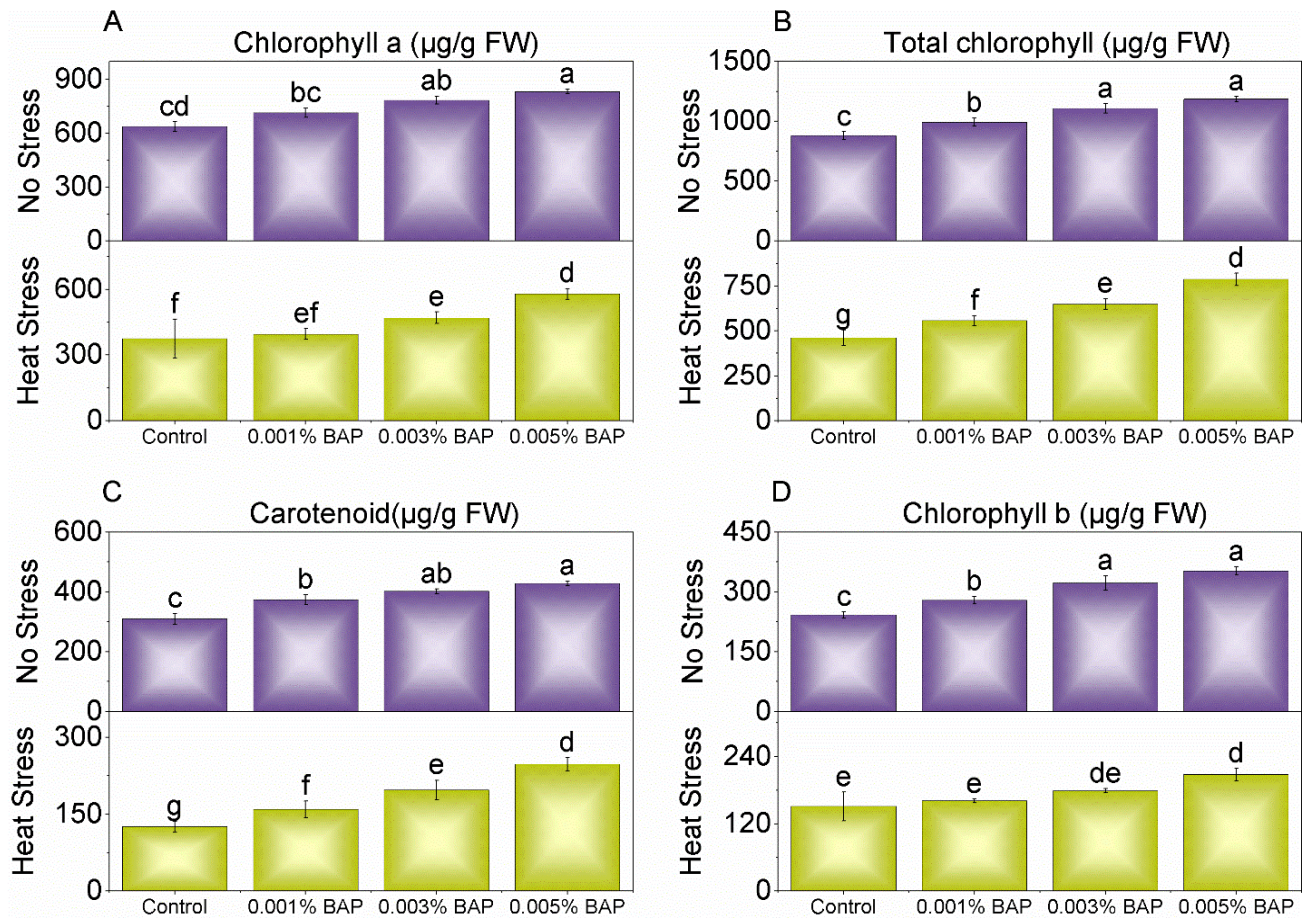 A
Chlorophyll a (µg/g FW)
No Stress
900
600
300
0
cd
bc
ab
a
Heat Stress
600
300
0
f
ef
e
d
Control
0.001% BAP
0.003% BAP
0.005% BAP
B
Total chlorophyll (µg/g FW)
No Stress
1500
1000
500
0
c
b
a
a
Heat Stress
750
500
250
0
g
f
e
d
Control
0.001% BAP
0.003% BAP
0.005% BAP
C
Carotenoid(µg/g FW)
No Stress
600
400
200
0
c
b
ab
a
Heat Stress
300
150
0
g
f
e
d
Control
0.001% BAP
0.003% BAP
0.005% BAP
D
Chlorophyll b (µg/g FW)
No Stress
450
300
150
0
c
b
a
a
Heat Stress
240
120
0
e
e
de
d
Control
0.001% BAP
0.003% BAP
0.005% BAP